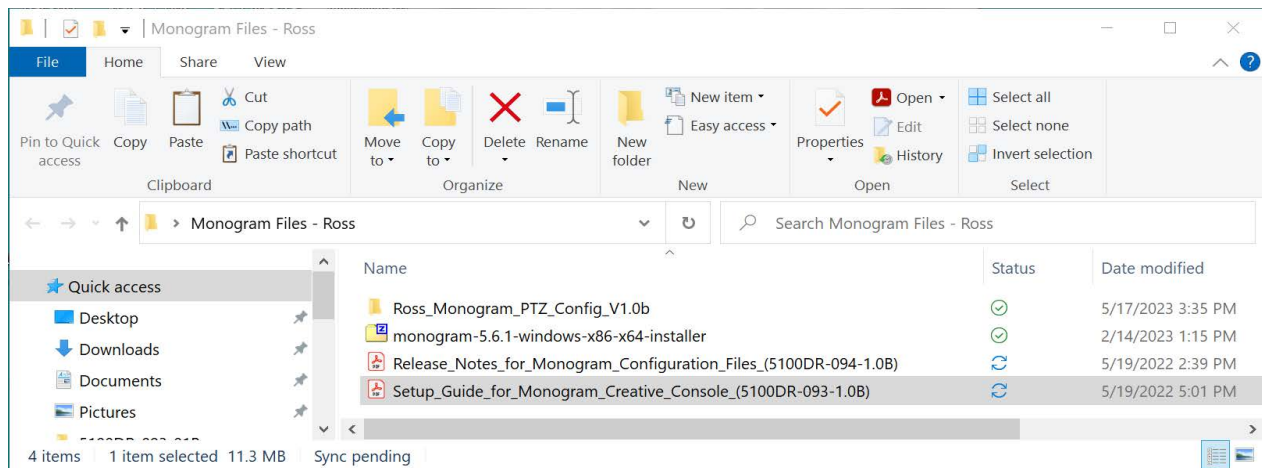 Monogram Files - Ross
File Home Share View
Pin to Quick access
Copy
Paste
Cut
Copy path
Paste shortcut
Clipboard
Move to
Copy to
Delete
Rename
Organize
New folder
New item
Easy access
New
Properties
Open
Edit
History
Open
Select all
Select none
Invert selection
Select
Monogram Files - Ross
Search Monogram Files - Ross
Quick access
Desktop
Downloads
Documents
Pictures
Name Status Date modified
Ross_Monogram_PTZ_Config_V1.0b 5/17/2023 3:35 PM
monogram-5.6.1-windows-x86-x64-installer 2/14/2023 1:15 PM
Release_Notes_for_Monogram_Configuration_Files_(5100DR-094-1.0B) 5/19/2022 2:39 PM
Setup_Guide_for_Monogram_Creative_Console_(5100DR-093-1.0B) 5/19/2022 5:01 PM
4 items 1 item selected 11.3 MB Sync pending